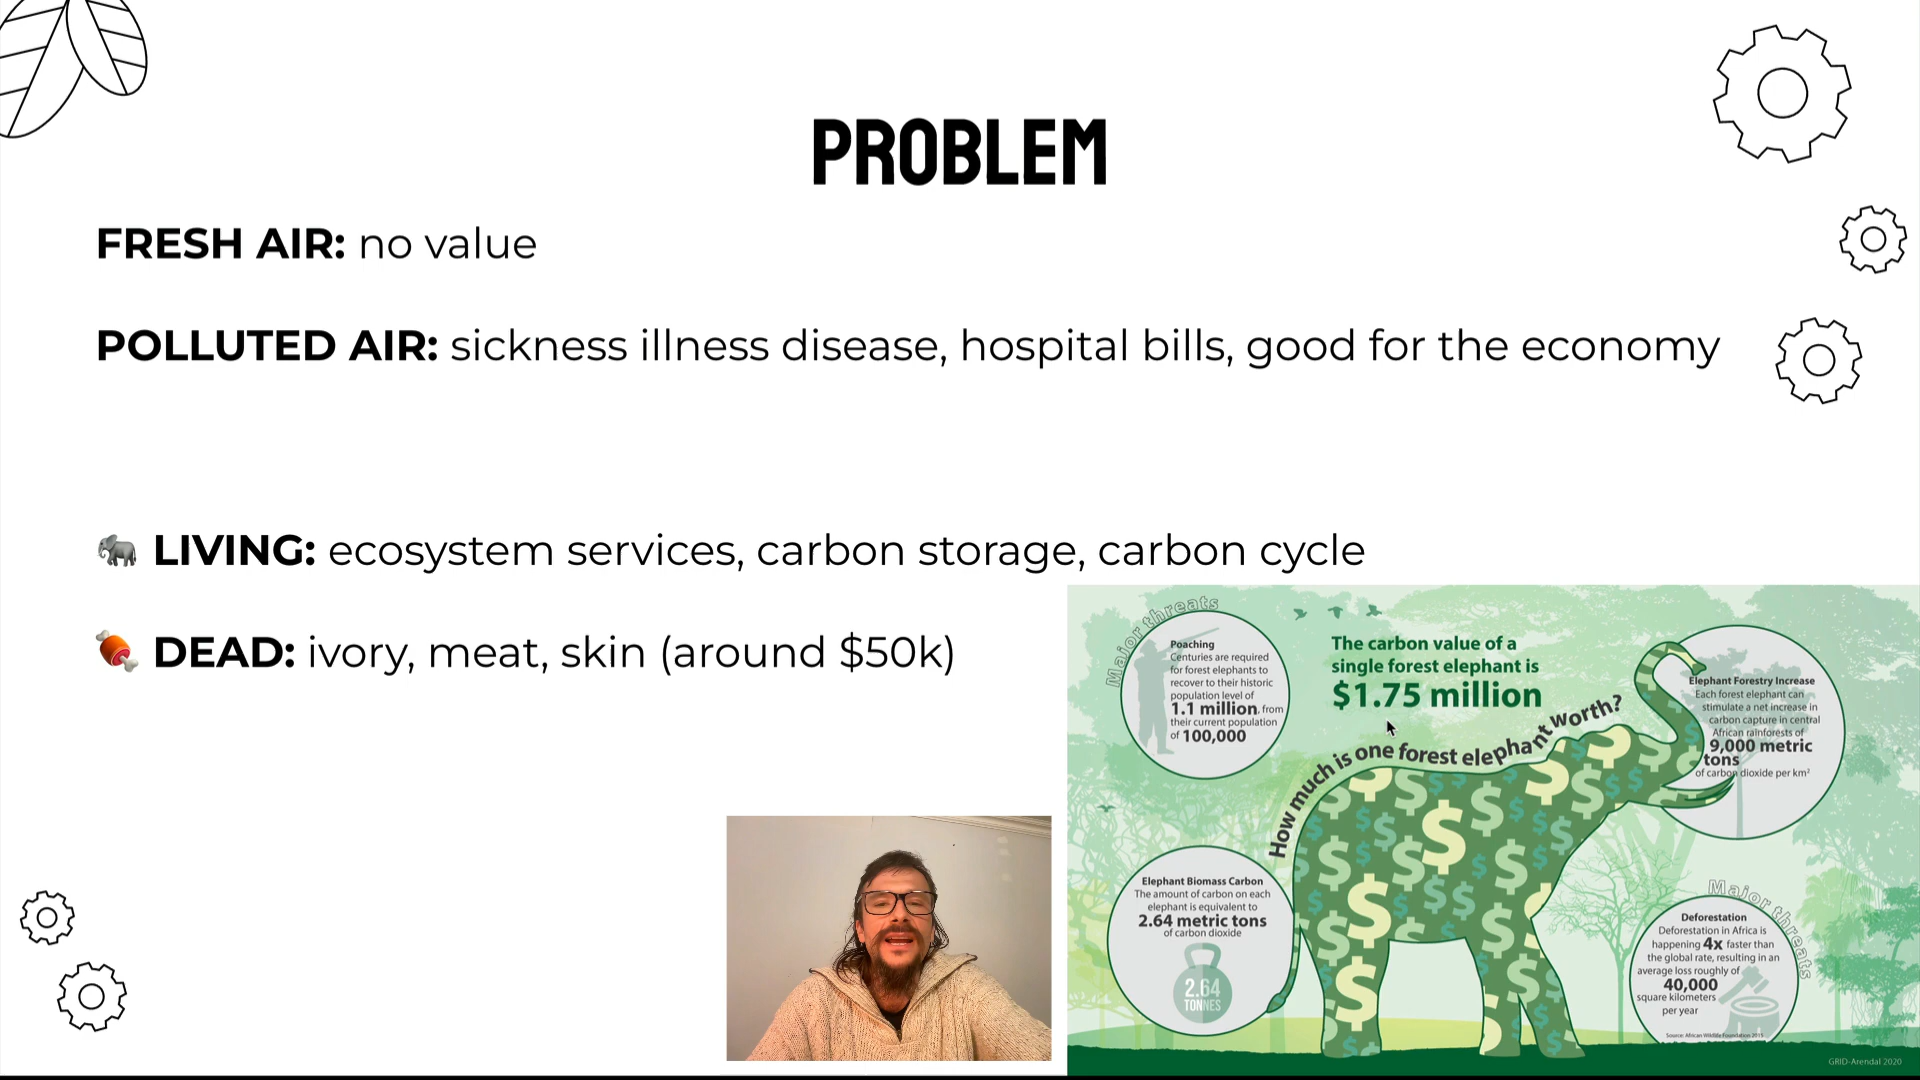 PROBLEM
FRESH AIR: no value
POLLUTED AIR: sickness illness disease, hospital bills, good for the economy
LIVING: ecosystem services, carbon storage, carbon cycle
DEAD: ivory, meat, skin (around $50k)
Major threats
Poaching
Centuries are required
for forest elephants to
recover to their historic
population level of
1.1 million, from
their current population
of 100,000
The carbon value of a
single forest elephant is
$1.75 million
How much is one forest elephant worth?
Elephant Forestry Increase
Each forest elephant can
stimulate a net increase in
carbon capture in central
African rainforests of
9,000 metric
tons
of carbon dioxide per km²
Elephant Biomass Carbon
The amount of carbon on each
elephant is equivalent to
2.64 metric tons
of carbon dioxide
2.64
TONNES
Major threats
Deforestation
Deforestation in Africa is
happening 4x faster than
the global rate, resulting in an
average loss roughly of
40,000
square kilometers
per year
Source: African Wildlife Foundation 2019
GRID-Arendal 2020